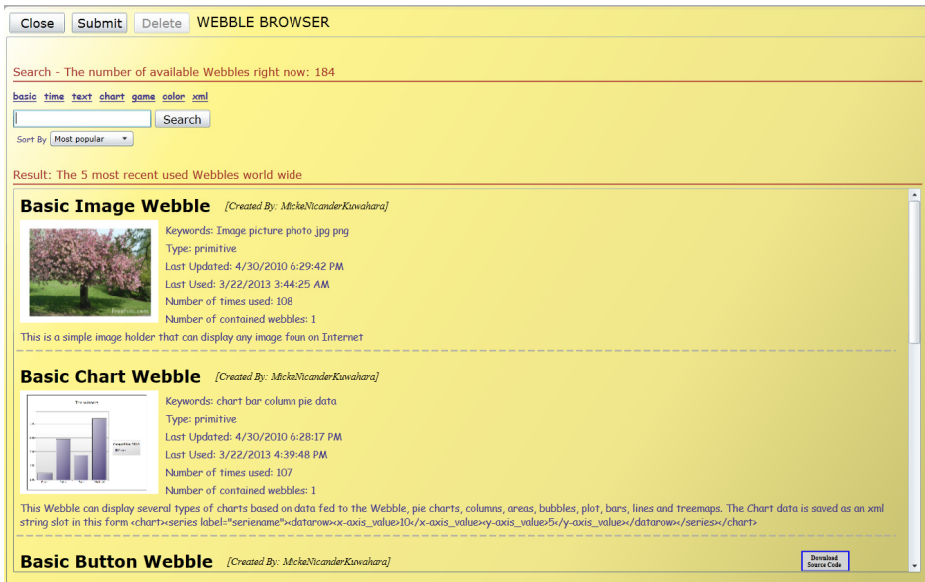 Close Submit Delete WEBBLE BROWSER
Search - The number of available Webbles right now: 184
basic time text chart game color xml
Search
Sort By Most popular
Result: The 5 most recent used Webbles world wide
Basic Image Webble [Created By: MickeNicanderKuwahara]
Keywords: Image picture photo jpg png
Type: primitive
Last Updated: 4/30/2010 6:29:42 PM
Last Used: 3/22/2013 3:44:25 AM
Number of times used: 108
Number of contained webbles: 1
FreeFoto.com
This is a simple image holder that can display any image foun on Internet
Basic Chart Webble [Created By: MickeNicanderKuwahara]
Keywords: chart bar column pie data
Type: primitive
Last Updated: 4/30/2010 6:28:17 PM
Last Used: 3/22/2013 4:39:48 PM
Number of times used: 107
Number of contained webbles: 1
This Webble can display several types of charts based on data fed to the Webble, pie charts, columns, areas, bubbles, plot, bars, lines and treemaps. The Chart data is saved as an xml
string slot in this form <chart><series label="seriename"><datarow><x-axis_value>10</x-axis_value><y-axis_value>5</y-axis_value></datarow></series></chart>
Basic Button Webble [Created By: MickeNicanderKuwahara]
Download
Source Code